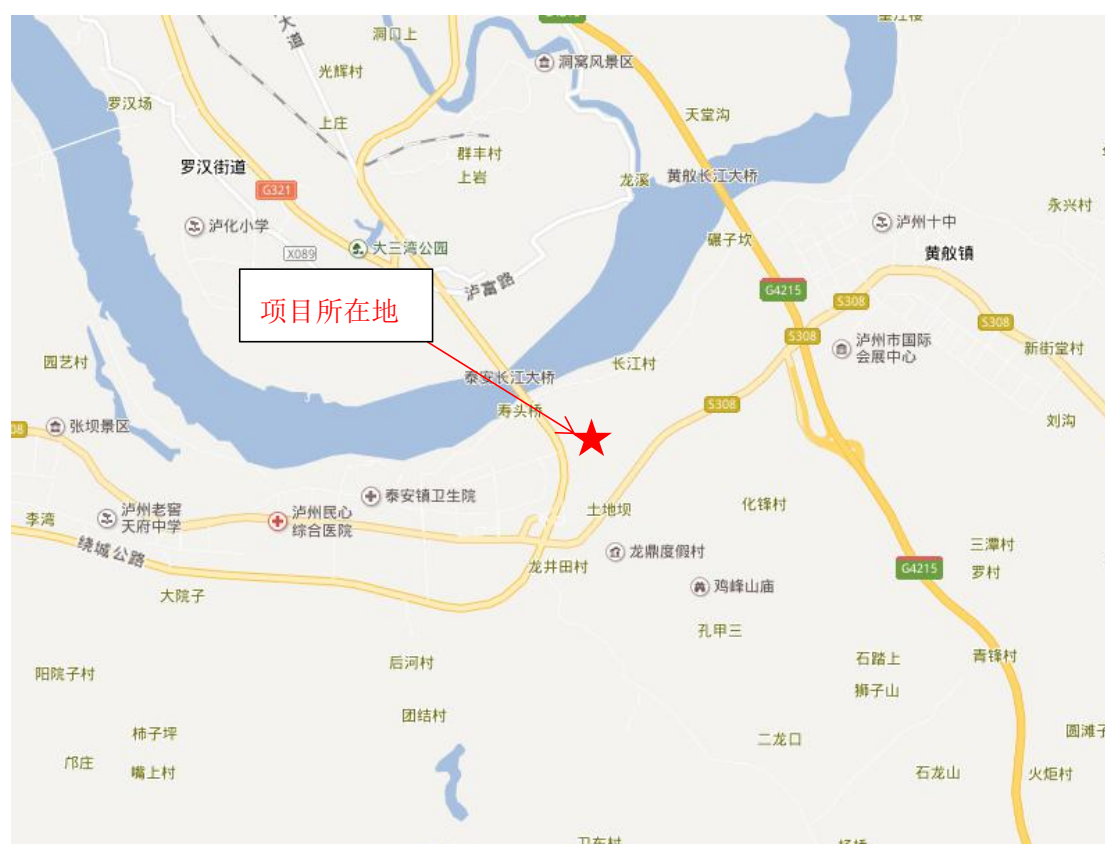 大道
洞口上
洞窝风景区
光辉村
罗汉场
天堂沟
上庄
群丰村
罗汉街道
上岩
龙溪
黄舣长江大桥
G321
永兴村
泸化小学
泸州十中
碾子坎
大三湾公园
X089
黄舣镇
泸富路
G4215
S308
项目所在地
S308
S308
泸州市国际
会展中心
新街堂村
园艺村
长江村
泰安长江大桥
S308
寿头桥
刘沟
张坝景区
08
泰安镇卫生院
化锋村
泸州老窖
天府中学
泸州民心
综合医院
土地坝
李湾
三潭村
绕城公路
龙鼎度假村
龙井田村
G4215
罗村
鸡峰山庙
大院子
孔甲三
后河村
石踏上
青锋村
阳院子村
狮子山
团结村
柿子坪
二龙口
圆滩子
邝庄
嘴上村
石龙山
火炬村